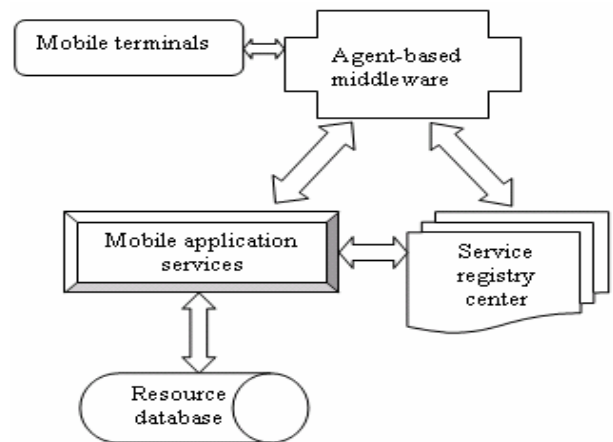 Mobile terminals
Agent-based
middleware
Mobile application
services
Service
registry
center
Resource
database